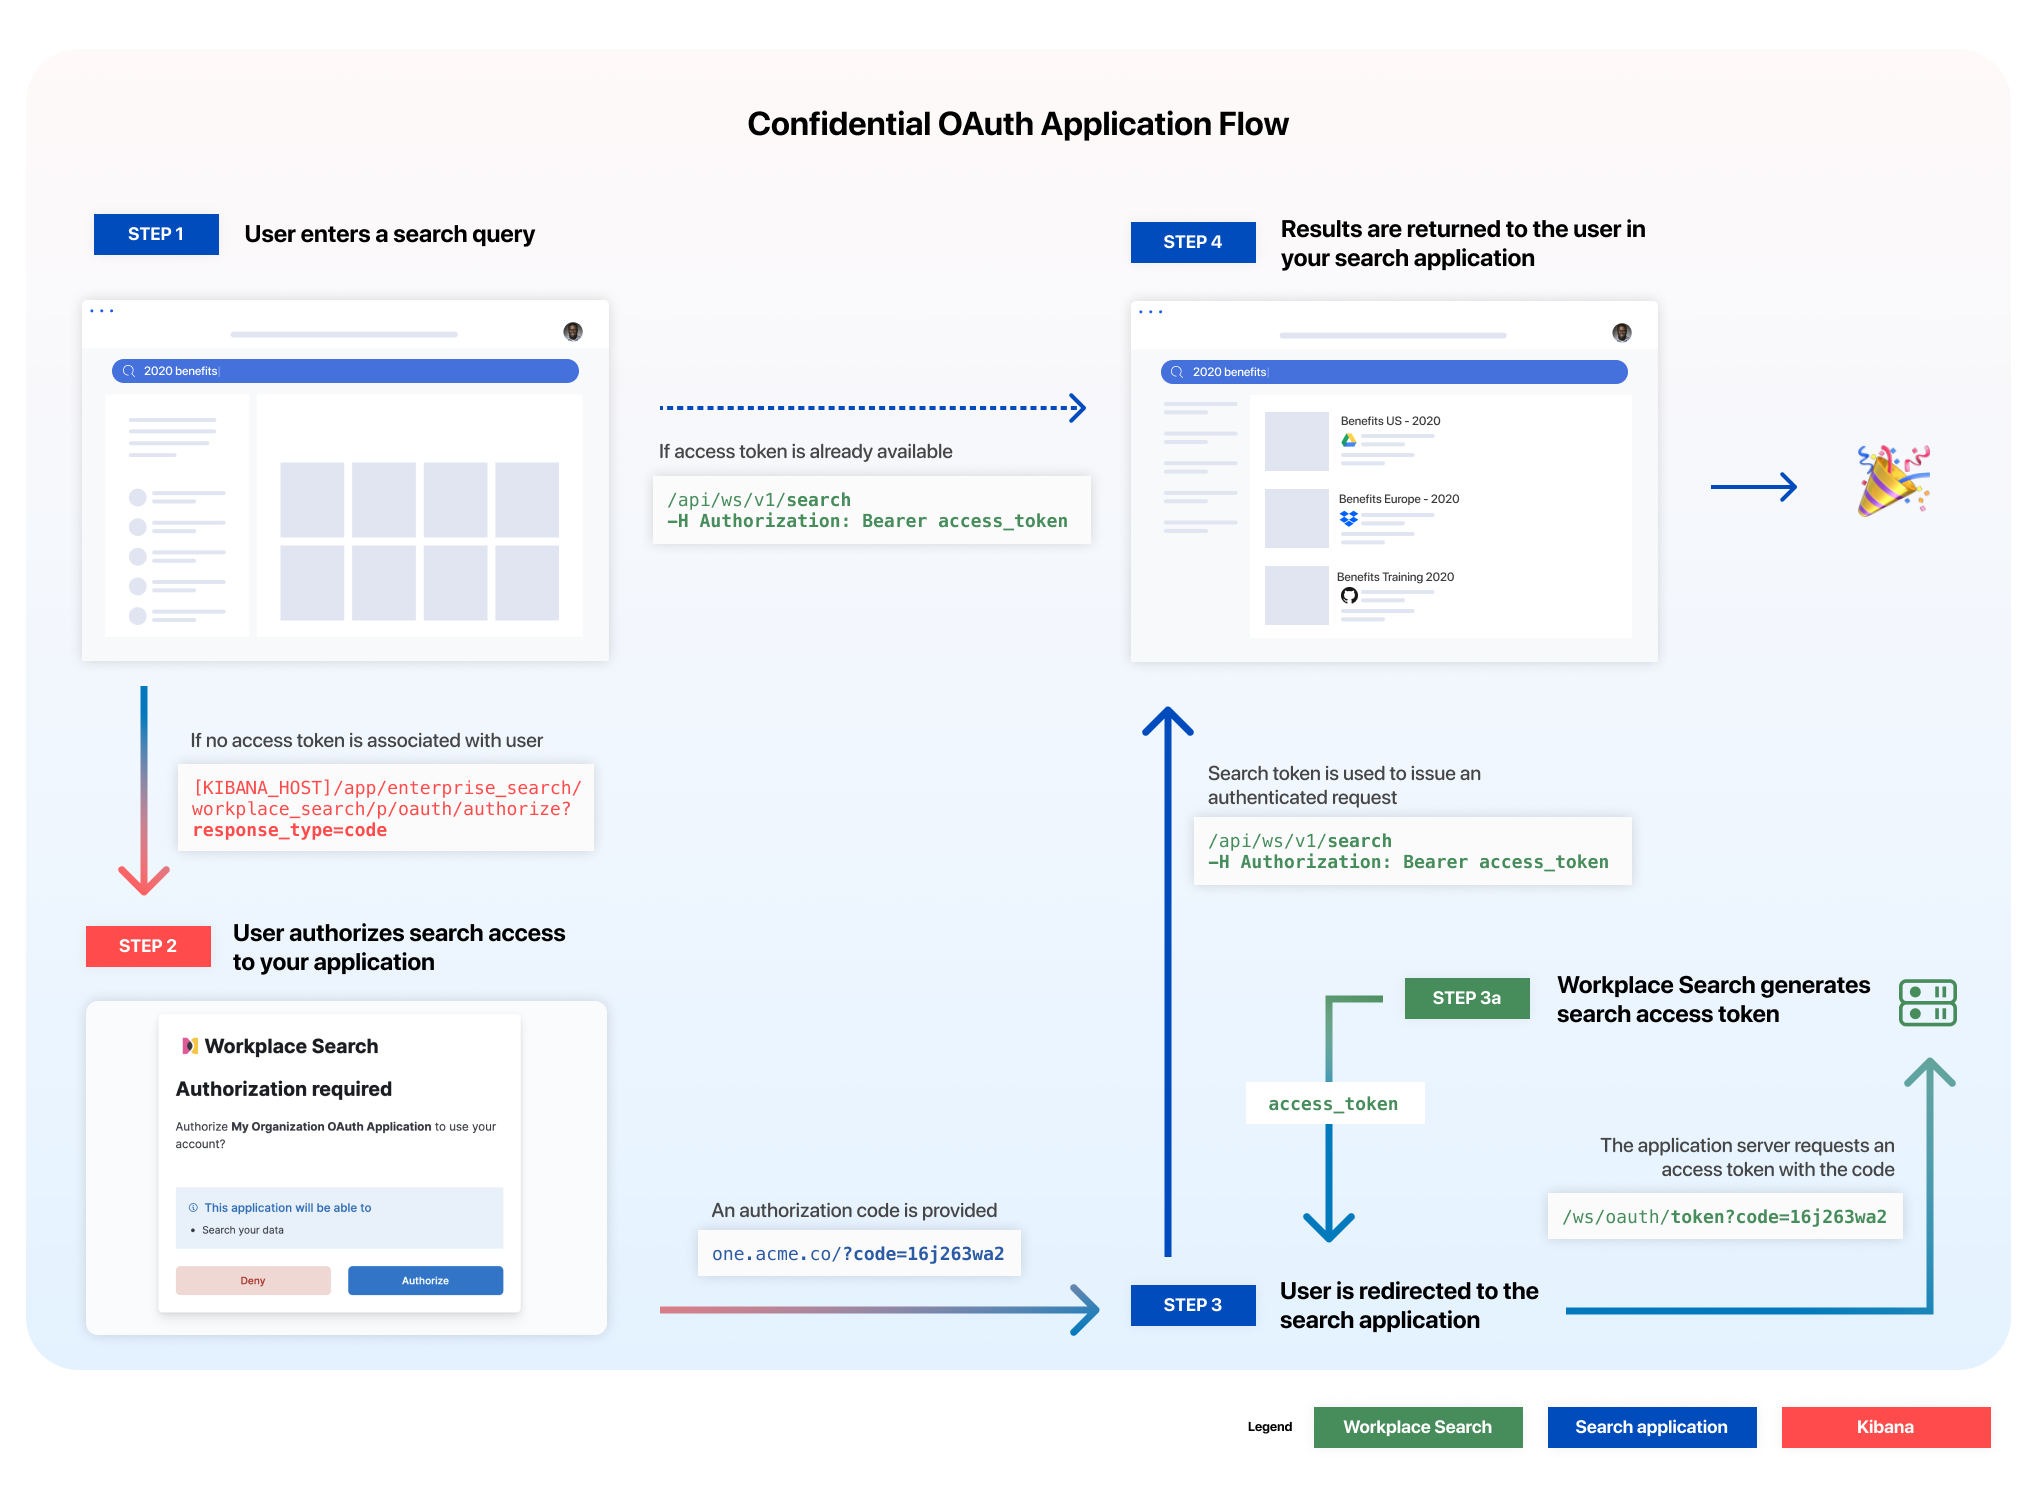 Confidential OAuth Application Flow
STEP 1
User enters a search query
2020 benefits
If access token is already available
/api/ws/v1/search
-H Authorization: Bearer access_token
STEP 4
Results are returned to the user in
your search application
2020 benefits
Benefits US - 2020
Benefits Europe - 2020
Benefits Training 2020
If no access token is associated with user
[KIBANA_HOST]/app/enterprise_search/
workplace_search/p/oauth/authorize?
response_type=code
STEP 2
User authorizes search access
to your application
Workplace Search
Authorization required
Authorize My Organization OAuth Application to use your
account?
This application will be able to
• Search your data
Deny
Authorize
An authorization code is provided
one.acme.co/?code=16j263wa2
STEP 3
User is redirected to the
search application
Search token is used to issue an
authenticated request
/api/ws/v1/search
-H Authorization: Bearer access_token
STEP 3a
Workplace Search generates
search access token
access_token
The application server requests an
access token with the code
/ws/oauth/token?code=16j263wa2
Legend
Workplace Search
Search application
Kibana